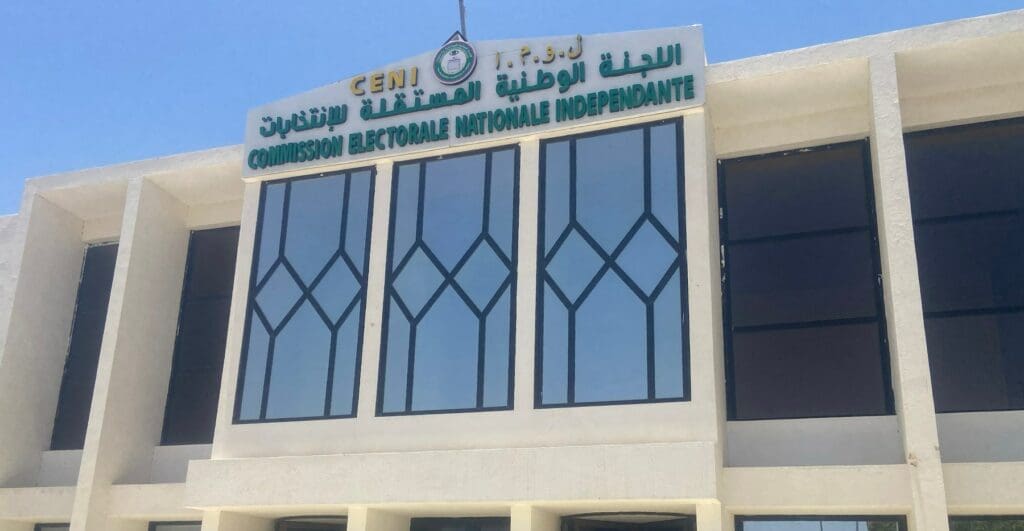 CENI ل.و.م.ا
اللجنة الوطنية المستقلة للإنتخابات
COMMISSION ELECTORALE NATIONALE INDEPENDANTE